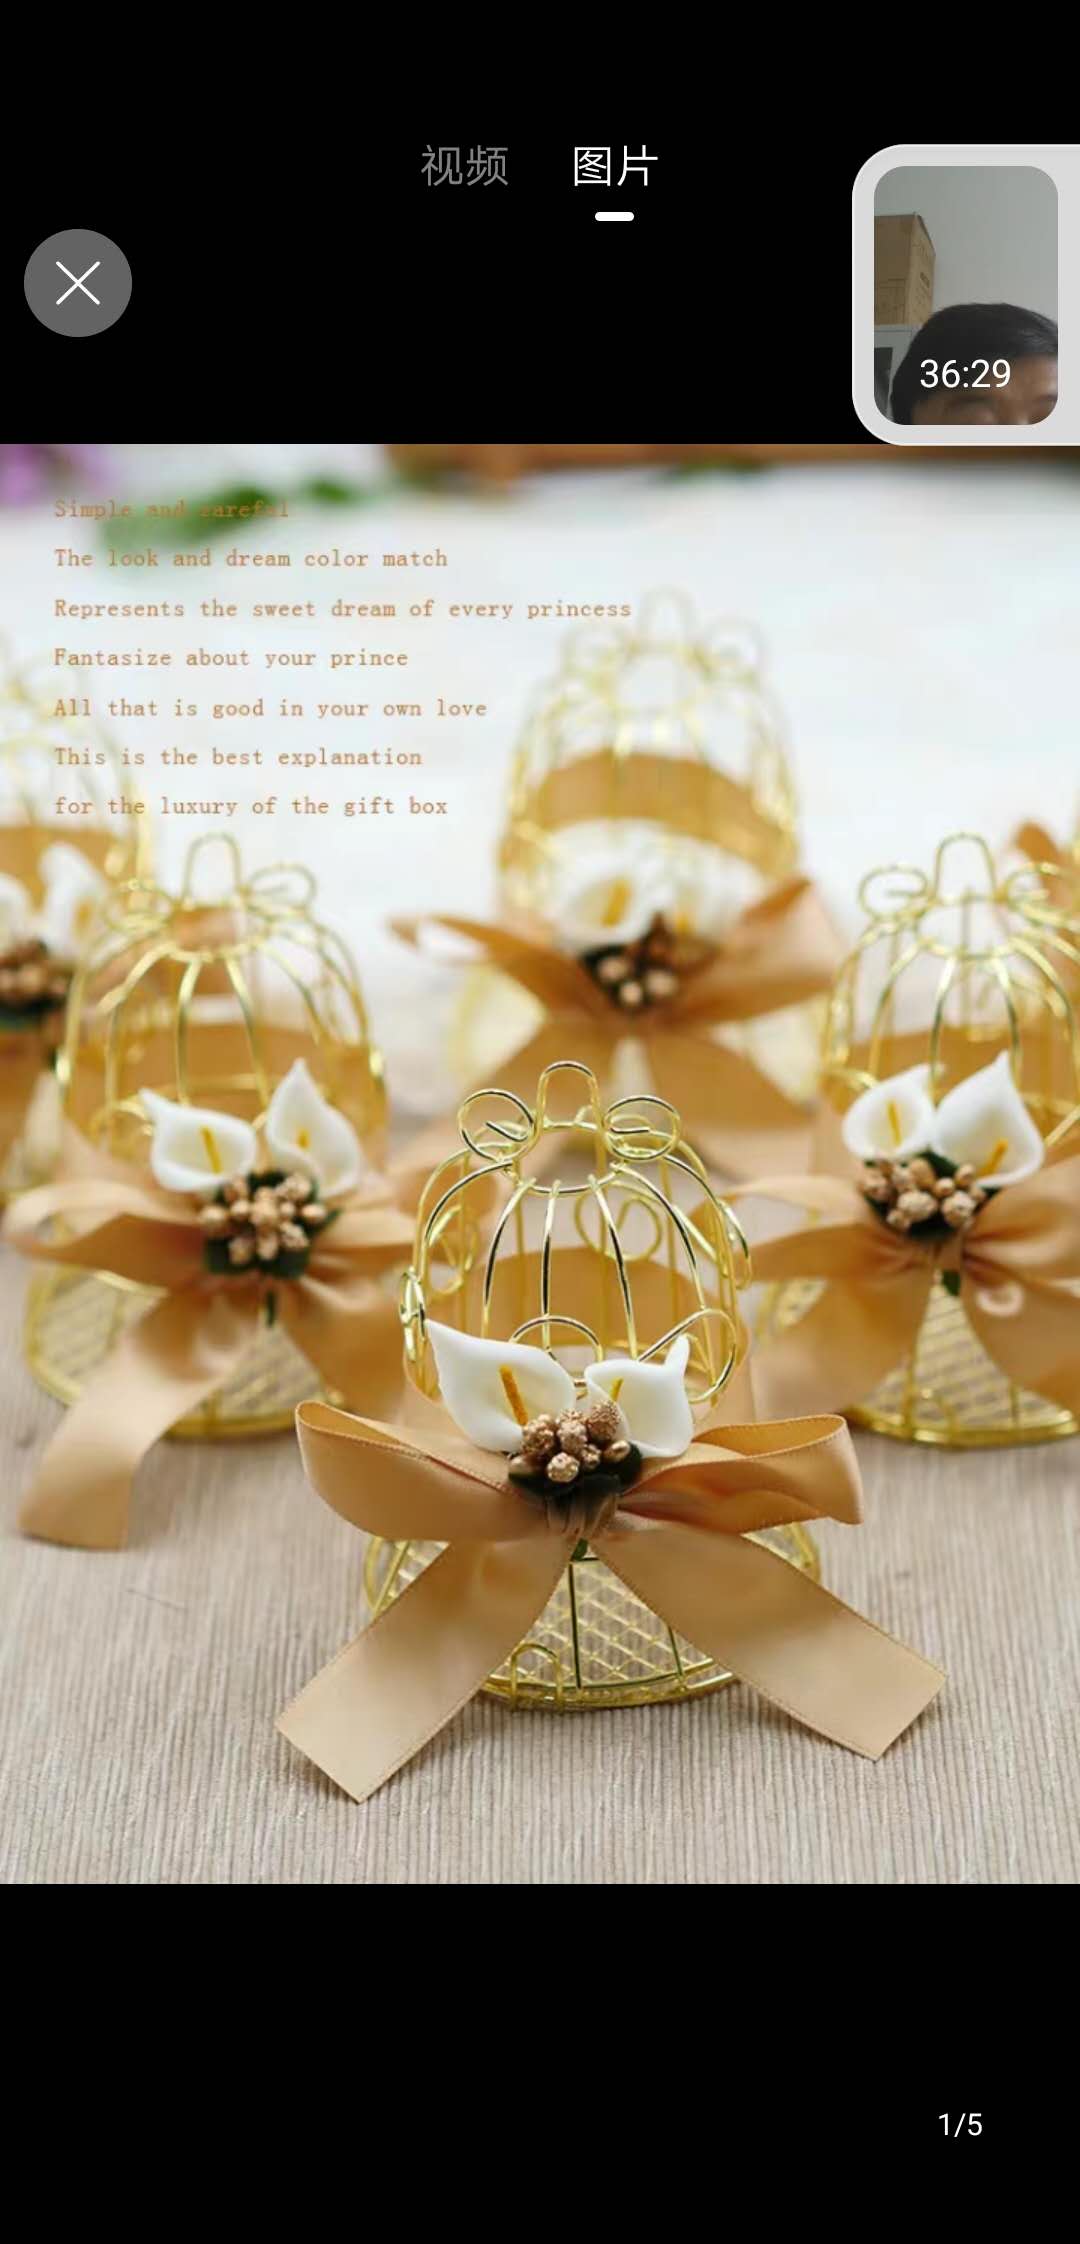 视频 图片
36:29
Simple and careful
The look and dream color match
Represents the sweet dream of every princess
Fantasize about your prince
All that is good in your own love
This is the best explanation
for the luxury of the gift box
1/5